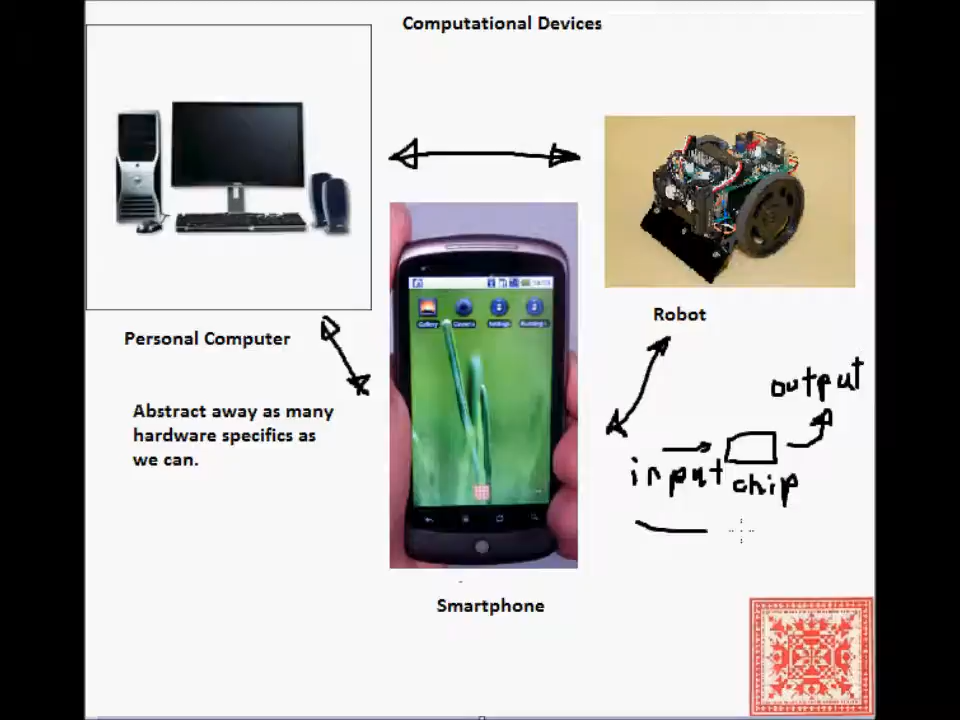 Computational Devices
Personal Computer
Robot
Abstract away as many
hardware specifics as
we can.
output
input
chip
Smartphone